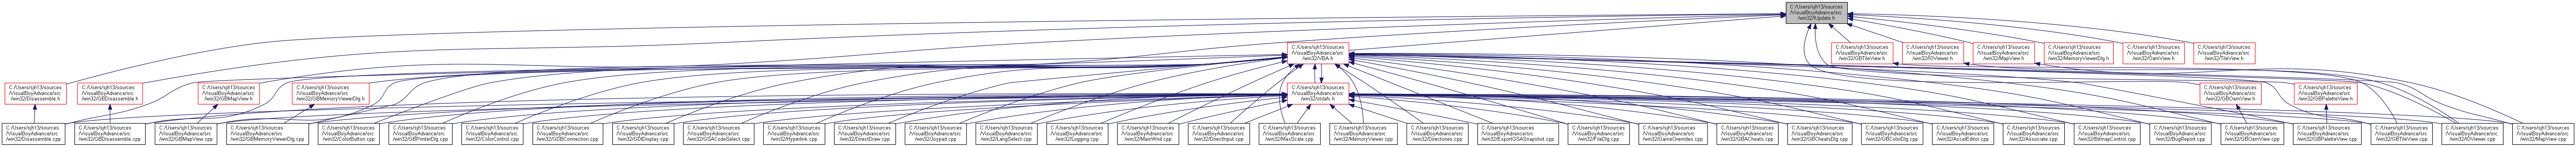 C:/Users/sjh13/sources
/VisualBoyAdvance/src
/win32/IUpdate.h
C:/Users/sjh13/sources
/VisualBoyAdvance/src
/win32/VBA.h
C:/Users/sjh13/sources
/VisualBoyAdvance/src
/win32/GBTileView.h
C:/Users/sjh13/sources
/VisualBoyAdvance/src
/win32/IOViewer.h
C:/Users/sjh13/sources
/VisualBoyAdvance/src
/win32/MapView.h
C:/Users/sjh13/sources
/VisualBoyAdvance/src
/win32/MemoryViewerDlg.h
C:/Users/sjh13/sources
/VisualBoyAdvance/src
/win32/OamView.h
C:/Users/sjh13/sources
/VisualBoyAdvance/src
/win32/TileView.h
C:/Users/sjh13/sources
/VisualBoyAdvance/src
/win32/Disassemble.h
C:/Users/sjh13/sources
/VisualBoyAdvance/src
/win32/GBDisassemble.h
C:/Users/sjh13/sources
/VisualBoyAdvance/src
/win32/GBMapView.h
C:/Users/sjh13/sources
/VisualBoyAdvance/src
/win32/GBMemoryViewerDlg.h
C:/Users/sjh13/sources
/VisualBoyAdvance/src
/win32/stdafx.h
C:/Users/sjh13/sources
/VisualBoyAdvance/src
/win32/GBOamView.h
C:/Users/sjh13/sources
/VisualBoyAdvance/src
/win32/GBPaletteView.h
C:/Users/sjh13/sources
/VisualBoyAdvance/src
/win32/Disassemble.cpp
C:/Users/sjh13/sources
/VisualBoyAdvance/src
/win32/GBDisassemble.cpp
C:/Users/sjh13/sources
/VisualBoyAdvance/src
/win32/GBMapView.cpp
C:/Users/sjh13/sources
/VisualBoyAdvance/src
/win32/GBMemoryViewerDlg.cpp
C:/Users/sjh13/sources
/VisualBoyAdvance/src
/win32/ColorButton.cpp
C:/Users/sjh13/sources
/VisualBoyAdvance/src
/win32/GBPrinterDlg.cpp
C:/Users/sjh13/sources
/VisualBoyAdvance/src
/win32/ColorControl.cpp
C:/Users/sjh13/sources
/VisualBoyAdvance/src
/win32/GDBConnection.cpp
C:/Users/sjh13/sources
/VisualBoyAdvance/src
/win32/GDIDisplay.cpp
C:/Users/sjh13/sources
/VisualBoyAdvance/src
/win32/GSACodeSelect.cpp
C:/Users/sjh13/sources
/VisualBoyAdvance/src
/win32/Hyperlink.cpp
C:/Users/sjh13/sources
/VisualBoyAdvance/src
/win32/DirectDraw.cpp
C:/Users/sjh13/sources
/VisualBoyAdvance/src
/win32/Joypad.cpp
C:/Users/sjh13/sources
/VisualBoyAdvance/src
/win32/LangSelect.cpp
C:/Users/sjh13/sources
/VisualBoyAdvance/src
/win32/Logging.cpp
C:/Users/sjh13/sources
/VisualBoyAdvance/src
/win32/MainWnd.cpp
C:/Users/sjh13/sources
/VisualBoyAdvance/src
/win32/DirectInput.cpp
C:/Users/sjh13/sources
/VisualBoyAdvance/src
/win32/MaxScale.cpp
C:/Users/sjh13/sources
/VisualBoyAdvance/src
/win32/MemoryViewer.cpp
C:/Users/sjh13/sources
/VisualBoyAdvance/src
/win32/Directories.cpp
C:/Users/sjh13/sources
/VisualBoyAdvance/src
/win32/ExportGSASnapshot.cpp
C:/Users/sjh13/sources
/VisualBoyAdvance/src
/win32/FileDlg.cpp
C:/Users/sjh13/sources
/VisualBoyAdvance/src
/win32/GameOverrides.cpp
C:/Users/sjh13/sources
/VisualBoyAdvance/src
/win32/GBACheats.cpp
C:/Users/sjh13/sources
/VisualBoyAdvance/src
/win32/GBCheatsDlg.cpp
C:/Users/sjh13/sources
/VisualBoyAdvance/src
/win32/GBColorDlg.cpp
C:/Users/sjh13/sources
/VisualBoyAdvance/src
/win32/AccelEditor.cpp
C:/Users/sjh13/sources
/VisualBoyAdvance/src
/win32/Associate.cpp
C:/Users/sjh13/sources
/VisualBoyAdvance/src
/win32/BitmapControl.cpp
C:/Users/sjh13/sources
/VisualBoyAdvance/src
/win32/BugReport.cpp
C:/Users/sjh13/sources
/VisualBoyAdvance/src
/win32/GBOamView.cpp
C:/Users/sjh13/sources
/VisualBoyAdvance/src
/win32/GBPaletteView.cpp
C:/Users/sjh13/sources
/VisualBoyAdvance/src
/win32/GBTileView.cpp
C:/Users/sjh13/sources
/VisualBoyAdvance/src
/win32/IOViewer.cpp
C:/Users/sjh13/sources
/VisualBoyAdvance/src
/win32/MapView.cpp